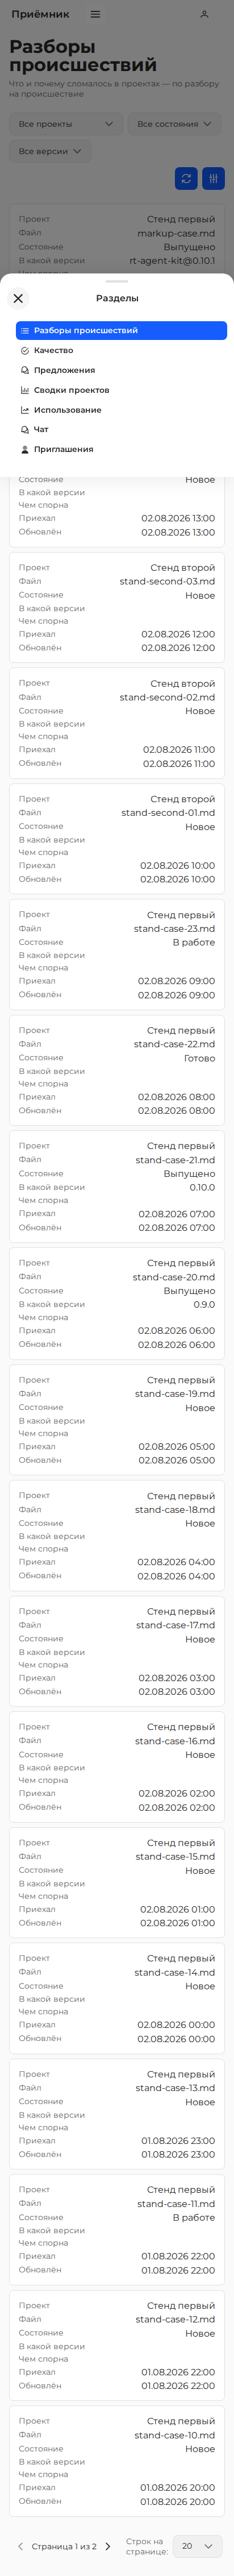 Приёмник
Разборы
происшествий
Что и почему сломалось в проектах — по разбору
на происшествие
Все проекты
Все состояния
Все версии
Проект Стенд первый
Файл markup-case.md
Состояние Выпущено
В какой версии rt-agent-kit@0.10.1
Разделы
Разборы происшествий
Качество
Предложения
Сводки проектов
Использование
Чат
Приглашения
Состояние Новое
В какой версии
Чем спорна
Приехал 02.08.2026 13:00
Обновлён 02.08.2026 13:00
Проект Стенд второй
Файл stand-second-03.md
Состояние Новое
В какой версии
Чем спорна
Приехал 02.08.2026 12:00
Обновлён 02.08.2026 12:00
Проект Стенд второй
Файл stand-second-02.md
Состояние Новое
В какой версии
Чем спорна
Приехал 02.08.2026 11:00
Обновлён 02.08.2026 11:00
Проект Стенд второй
Файл stand-second-01.md
Состояние Новое
В какой версии
Чем спорна
Приехал 02.08.2026 10:00
Обновлён 02.08.2026 10:00
Проект Стенд первый
Файл stand-case-23.md
Состояние В работе
В какой версии
Чем спорна
Приехал 02.08.2026 09:00
Обновлён 02.08.2026 09:00
Проект Стенд первый
Файл stand-case-22.md
Состояние Готово
В какой версии
Чем спорна
Приехал 02.08.2026 08:00
Обновлён 02.08.2026 08:00
Проект Стенд первый
Файл stand-case-21.md
Состояние Выпущено
В какой версии 0.10.0
Чем спорна
Приехал 02.08.2026 07:00
Обновлён 02.08.2026 07:00
Проект Стенд первый
Файл stand-case-20.md
Состояние Выпущено
В какой версии 0.9.0
Чем спорна
Приехал 02.08.2026 06:00
Обновлён 02.08.2026 06:00
Проект Стенд первый
Файл stand-case-19.md
Состояние Новое
В какой версии
Чем спорна
Приехал 02.08.2026 05:00
Обновлён 02.08.2026 05:00
Проект Стенд первый
Файл stand-case-18.md
Состояние Новое
В какой версии
Чем спорна
Приехал 02.08.2026 04:00
Обновлён 02.08.2026 04:00
Проект Стенд первый
Файл stand-case-17.md
Состояние Новое
В какой версии
Чем спорна
Приехал 02.08.2026 03:00
Обновлён 02.08.2026 03:00
Проект Стенд первый
Файл stand-case-16.md
Состояние Новое
В какой версии
Чем спорна
Приехал 02.08.2026 02:00
Обновлён 02.08.2026 02:00
Проект Стенд первый
Файл stand-case-15.md
Состояние Новое
В какой версии
Чем спорна
Приехал 02.08.2026 01:00
Обновлён 02.08.2026 01:00
Проект Стенд первый
Файл stand-case-14.md
Состояние Новое
В какой версии
Чем спорна
Приехал 02.08.2026 00:00
Обновлён 02.08.2026 00:00
Проект Стенд первый
Файл stand-case-13.md
Состояние Новое
В какой версии
Чем спорна
Приехал 01.08.2026 23:00
Обновлён 01.08.2026 23:00
Проект Стенд первый
Файл stand-case-11.md
Состояние В работе
В какой версии
Чем спорна
Приехал 01.08.2026 22:00
Обновлён 01.08.2026 22:00
Проект Стенд первый
Файл stand-case-12.md
Состояние Новое
В какой версии
Чем спорна
Приехал 01.08.2026 22:00
Обновлён 01.08.2026 22:00
Проект Стенд первый
Файл stand-case-10.md
Состояние Новое
В какой версии
Чем спорна
Приехал 01.08.2026 20:00
Обновлён 01.08.2026 20:00
Страница 1 из 2
Строк на
странице:
20